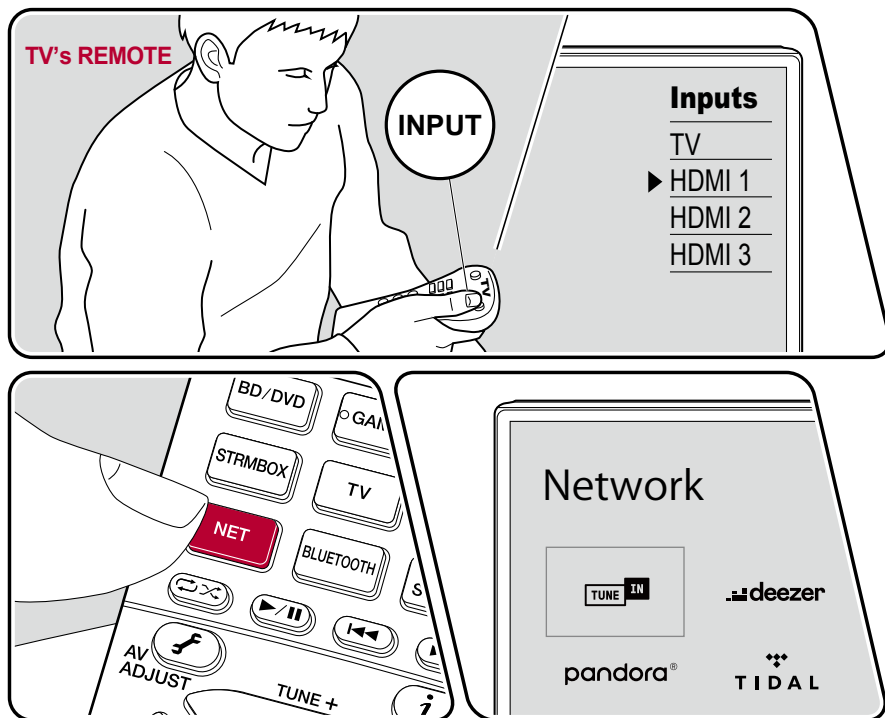 TV's REMOTE
INPUT
TV
Inputs
TV
HDMI 1
HDMI 2
HDMI 3
BD/DVD
STRMBOX
TV
NET
BLUETOOTH
S
AV
ADJUST
TUNE +
i
Network
TUNE IN
deezer
pandora®
TIDAL